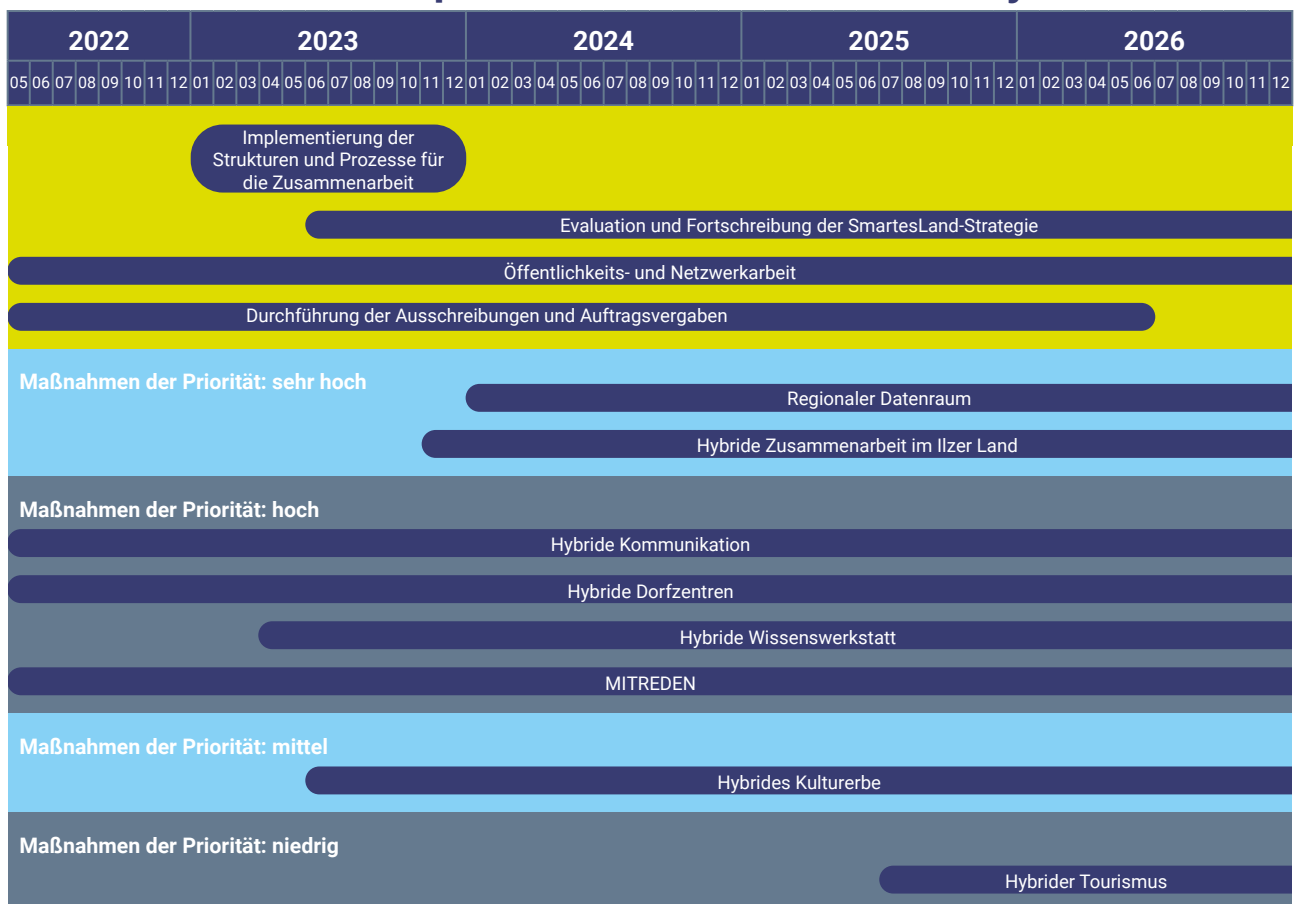 2022 2023 2024 2025 2026
05 06 07 08 09 10 11 12 01 02 03 04 05 06 07 08 09 10 11 12 01 02 03 04 05 06 07 08 09 10 11 12 01 02 03 04 05 06 07 08 09 10 11 12 01 02 03 04 05 06 07 08 09 10 11 12
Implementierung der
Strukturen und Prozesse für
die Zusammenarbeit
Evaluation und Fortschreibung der SmartesLand-Strategie
Öffentlichkeits- und Netzwerkarbeit
Durchführung der Ausschreibungen und Auftragsvergaben
Maßnahmen der Priorität: sehr hoch
Regionaler Datenraum
Hybride Zusammenarbeit im Ilzer Land
Maßnahmen der Priorität: hoch
Hybride Kommunikation
Hybride Dorfzentren
Hybride Wissenswerkstatt
MITREDEN
Maßnahmen der Priorität: mittel
Hybrides Kulturerbe
Maßnahmen der Priorität: niedrig
Hybrider Tourismus